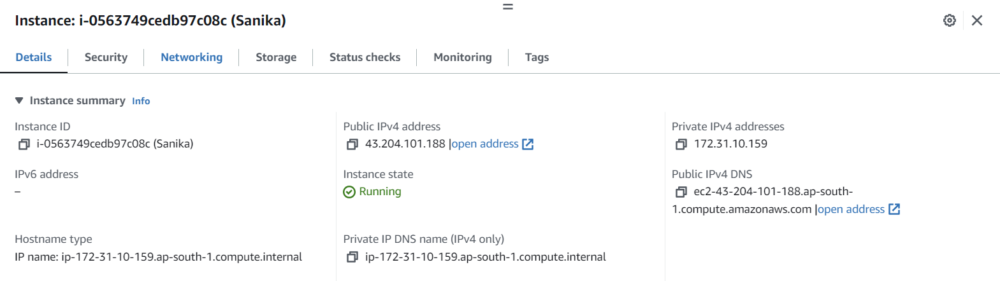 Instance: i-0563749cedb97c08c (Sanika)
Details
Security
Networking
Storage
Status checks
Monitoring
Tags
Instance summary Info
Instance ID
i-0563749cedb97c08c (Sanika)
Public IPv4 address
43.204.101.188 |open address
Private IPv4 addresses
172.31.10.159
IPv6 address
–
Instance state
Running
Public IPv4 DNS
ec2-43-204-101-188.ap-south-
1.compute.amazonaws.com |open address
Hostname type
IP name: ip-172-31-10-159.ap-south-1.compute.internal
Private IP DNS name (IPv4 only)
ip-172-31-10-159.ap-south-1.compute.internal